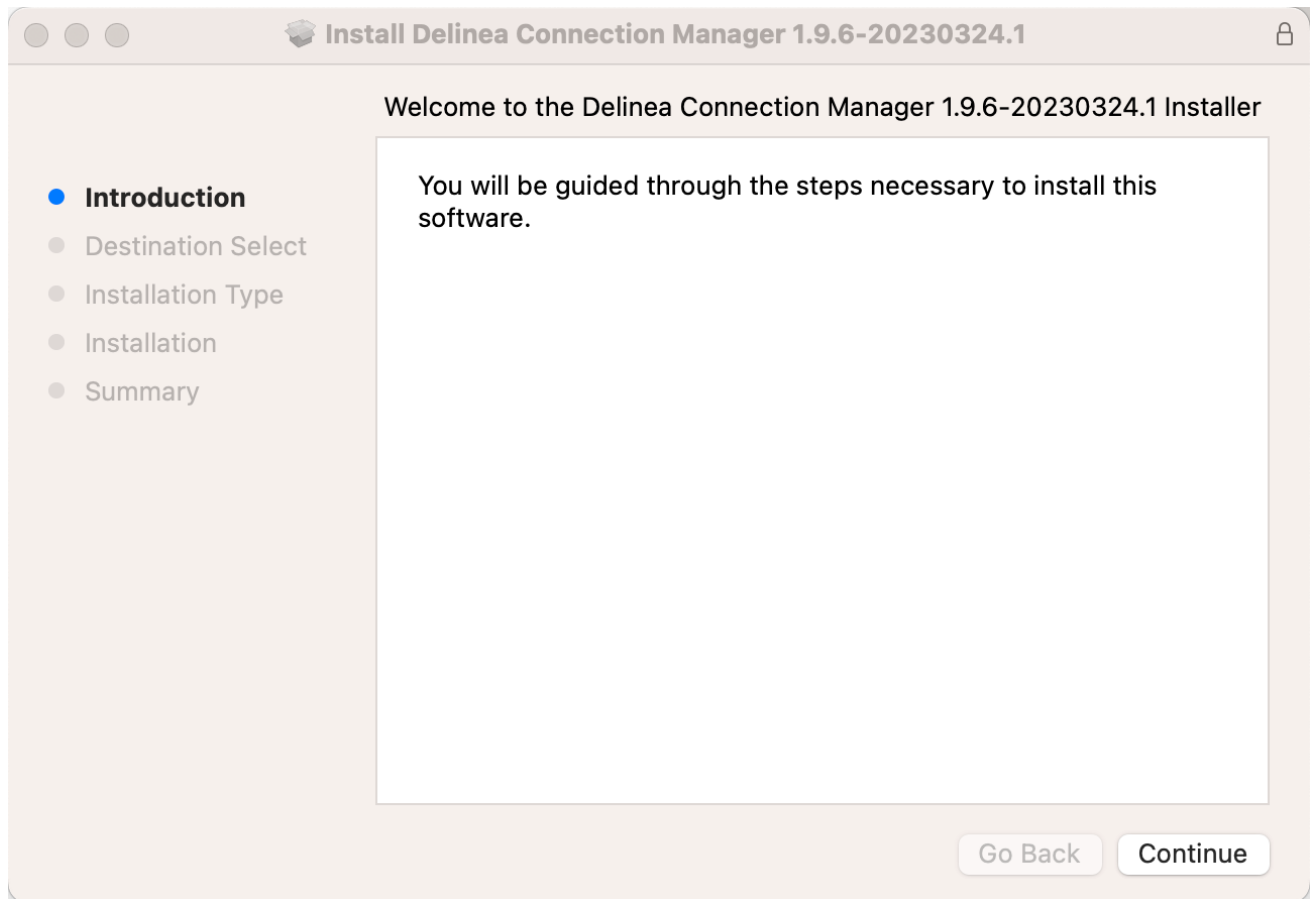 Install Delinea Connection Manager 1.9.6-20230324.1
Welcome to the Delinea Connection Manager 1.9.6-20230324.1 Installer
Introduction
Destination Select
Installation Type
Installation
Summary
You will be guided through the steps necessary to install this
software.
Go Back
Continue